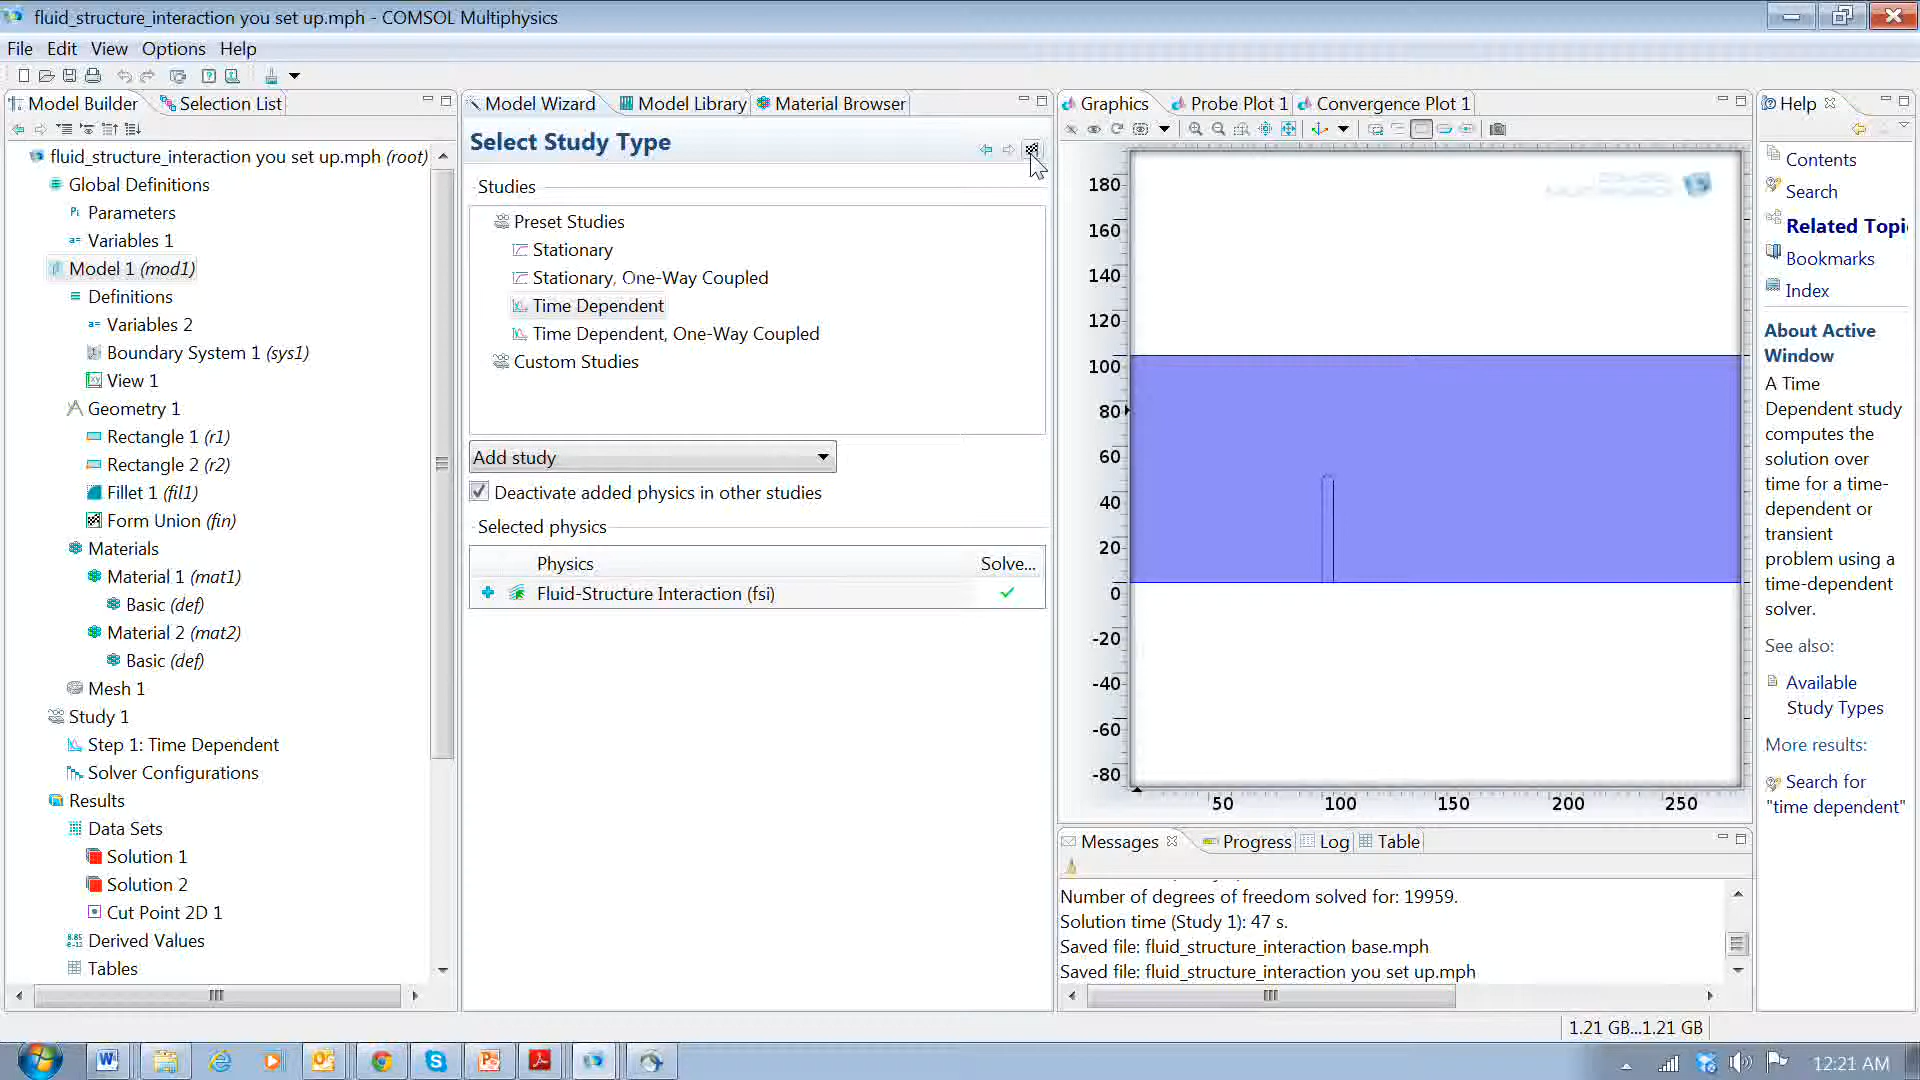 fluid_structure_interaction you set up.mph - COMSOL Multiphysics
File Edit View Options Help
Model Builder
Selection List
fluid_structure_interaction you set up.mph (root)
Global Definitions
Pi Parameters
a= Variables 1
Model 1 (mod1)
Definitions
a= Variables 2
Boundary System 1 (sys1)
View 1
Geometry 1
Rectangle 1 (r1)
Rectangle 2 (r2)
Fillet 1 (fil1)
Form Union (fin)
Materials
Material 1 (mat1)
Basic (def)
Material 2 (mat2)
Basic (def)
Mesh 1
Study 1
Step 1: Time Dependent
Solver Configurations
Results
Data Sets
Solution 1
Solution 2
Cut Point 2D 1
Derived Values
Tables
Model Wizard
Model Library
Material Browser
Select Study Type
Studies
Preset Studies
Stationary
Stationary, One-Way Coupled
Time Dependent
Time Dependent, One-Way Coupled
Custom Studies
Add study
Deactivate added physics in other studies
Selected physics
Physics Solve...
Fluid-Structure Interaction (fsi)
Graphics
Probe Plot 1
Convergence Plot 1
COMSOL
MULTIPHYSICS
180
160
140
120
100
80
60
40
20
0
-20
-40
-60
-80
50 100 150 200 250
Messages
Progress
Log
Table
Number of degrees of freedom solved for: 19959.
Solution time (Study 1): 47 s.
Saved file: fluid_structure_interaction base.mph
Saved file: fluid_structure_interaction you set up.mph
Help
Contents
Search
Related Topi
Bookmarks
Index
About Active
Window
A Time
Dependent study
computes the
solution over
time for a time-
dependent or
transient
problem using a
time-dependent
solver.
See also:
Available
Study Types
More results:
Search for
"time dependent"
1.21 GB...1.21 GB
12:21 AM